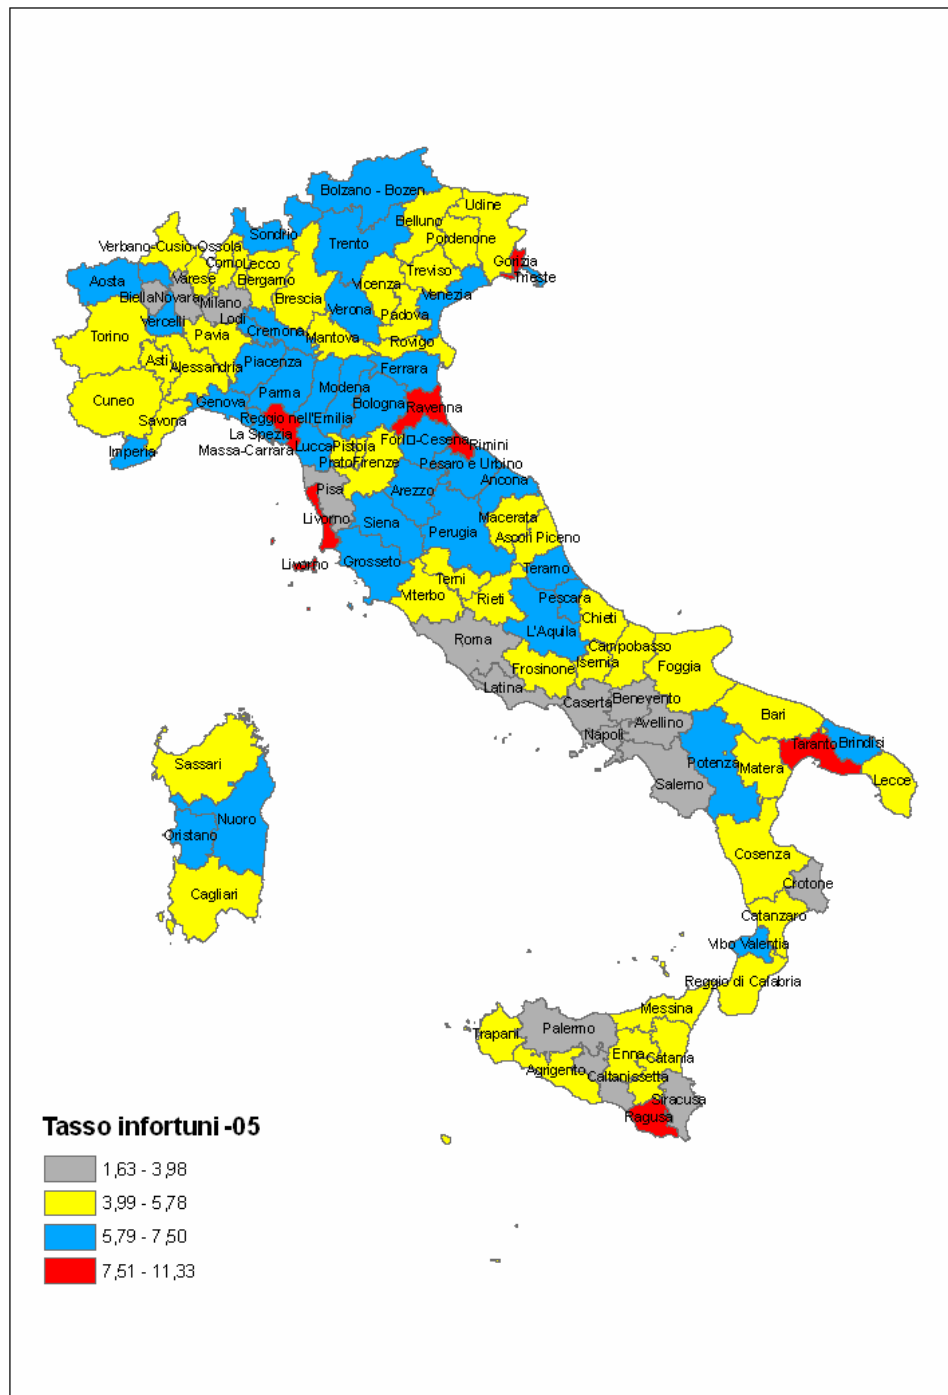 Bolzano - Bozen
Udine
Belluno
Sondrio
Pordenone
Trento
Verbano-Cusio-Ossola
Gorizia
Como Lecco
Treviso
Trieste
Aosta
Varese
Bergamo
Vicenza
Venezia
Biella Novara
Milano
Brescia
Verona
Padova
Lodi
Vercelli
Cremona
Torino
Pavia
Mantova
Rovigo
Asti
Alessandria
Piacenza
Ferrara
Modena
Cuneo
Parma
Genova
Bologna
Ravenna
Savona
Reggio nell'Emilia
La Spezia
Forl□-Cesena
Rimini
Imperia
Massa-Carrara
Lucca
Pistoia
Prato
Firenze
Pesaro e Urbino
Ancona
Pisa
Arezzo
Livorno
Siena
Macerata
Perugia
Ascoli Piceno
Livorno
Grosseto
Teramo
Terni
Viterbo
Rieti
Pescara
Chieti
L'Aquila
Roma
Campobasso
Isernia
Frosinone
Foggia
Latina
Caserta
Benevento
Bari
Avellino
Napoli
Taranto
Brindisi
Sassari
Potenza
Matera
Lecce
Salerno
Nuoro
Oristano
Cosenza
Crotone
Cagliari
Catanzaro
Vibo Valentia
Reggio di Calabria
Messina
Palermo
Trapani
Enna
Catania
Agrigento
Caltanissetta
Siracusa
Ragusa
Tasso infortuni -05
1,63 - 3,98
3,99 - 5,78
5,79 - 7,50
7,51 - 11,33